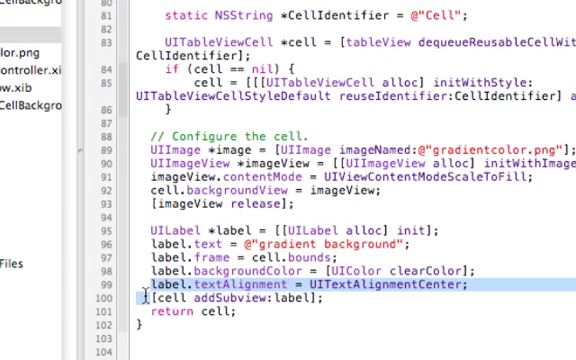 80
81 static NSString *CellIdentifier = @"Cell";
82
83 UITableViewCell *cell = [tableView dequeueReusableCellWit
CellIdentifier];
84 if (cell == nil) {
85 cell = [[[UITableViewCell alloc] initWithStyle:
UITableViewCellStyleDefault reuseIdentifier:CellIdentifier] a
86 }
87
88 // Configure the cell.
89 UIImage *image = [UIImage imageNamed:@"gradientcolor.png"];
90 UIImageView *imageView = [[UIImageView alloc] initWithImage
91 imageView.contentMode = UIViewContentModeScaleToFill;
92 cell.backgroundView = imageView;
93 [imageView release];
94
95 UILabel *label = [[UILabel alloc] init];
96 label.text = @"gradient background";
97 label.frame = cell.bounds;
98 label.backgroundColor = [UIColor clearColor];
99 label.textAlignment = UITextAlignmentCenter;
100 [cell addSubview:label];
101 return cell;
102 }
103
104
CellBackgro
olor.png
ontroller.xi
ow.xib
CellBackgro
Files